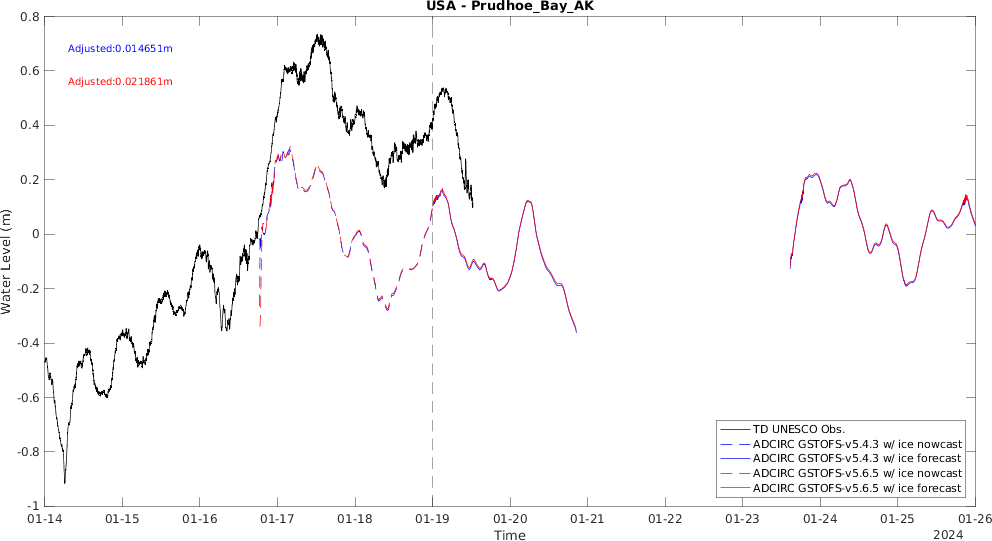 USA - Prudhoe_Bay_AK
Adjusted:0.014651m
Adjusted:0.021861m
Water Level (m)
0.8
0.6
0.4
0.2
0
-0.2
-0.4
-0.6
-0.8
-1
TD UNESCO Obs.
ADCIRC GSTOFS-v5.4.3 w/ ice nowcast
ADCIRC GSTOFS-v5.4.3 w/ ice forecast
ADCIRC GSTOFS-v5.6.5 w/ ice nowcast
ADCIRC GSTOFS-v5.6.5 w/ ice forecast
01-14 01-15 01-16 01-17 01-18 01-19 01-20 01-21 01-22 01-23 01-24 01-25 01-26
Time
2024